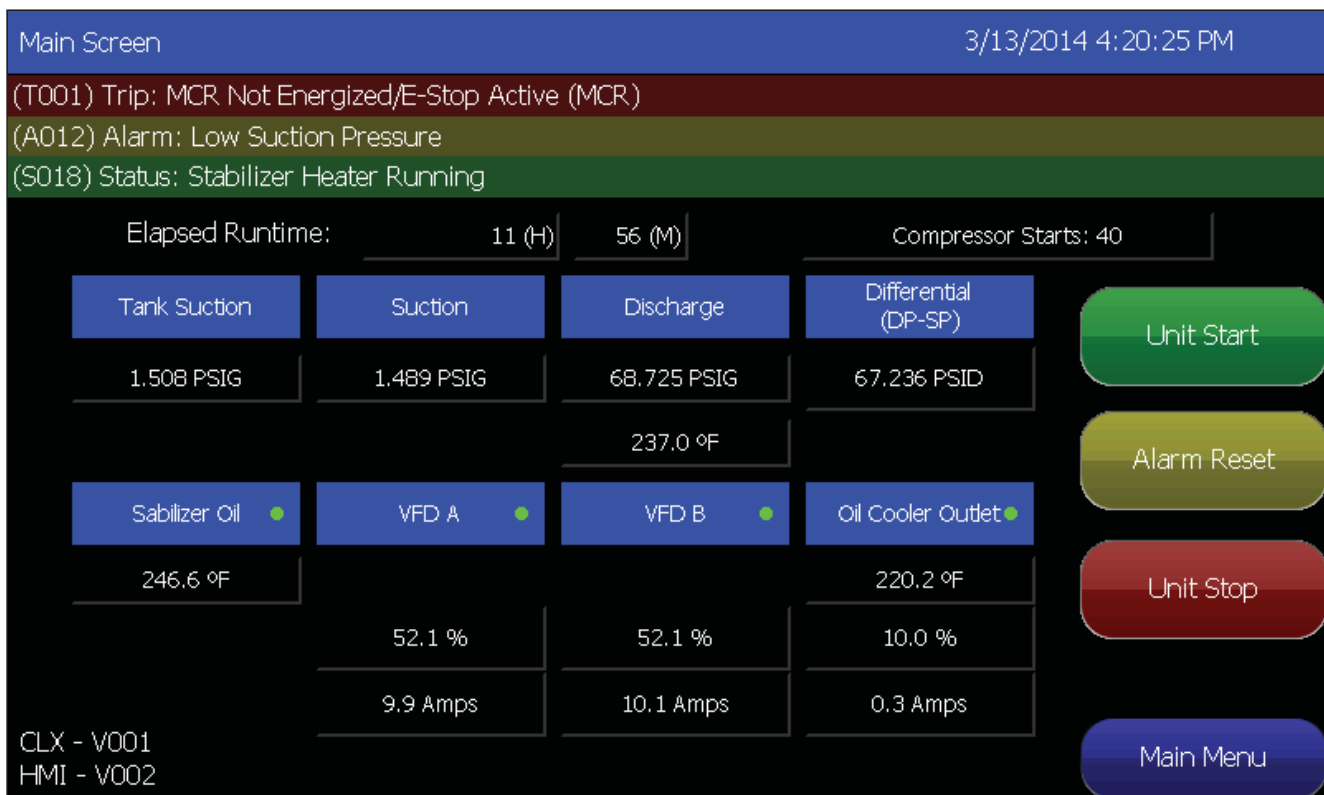 Main Screen 3/13/2014 4:20:25 PM
(T001) Trip: MCR Not Energized/E-Stop Active (MCR)
(A012) Alarm: Low Suction Pressure
(S018) Status: Stabilizer Heater Running
Elapsed Runtime: 11 (H) 56 (M) Compressor Starts: 40
Tank Suction Suction Discharge Differential
(DP-SP)
Unit Start
1.508 PSIG 1.489 PSIG 68.725 PSIG 67.236 PSID
237.0 ºF
Alarm Reset
Sabilizer Oil VFD A VFD B Oil Cooler Outlet
246.6 ºF 220.2 ºF
Unit Stop
52.1 % 52.1 % 10.0 %
9.9 Amps 10.1 Amps 0.3 Amps
CLX - V001
Main Menu
HMI - V002